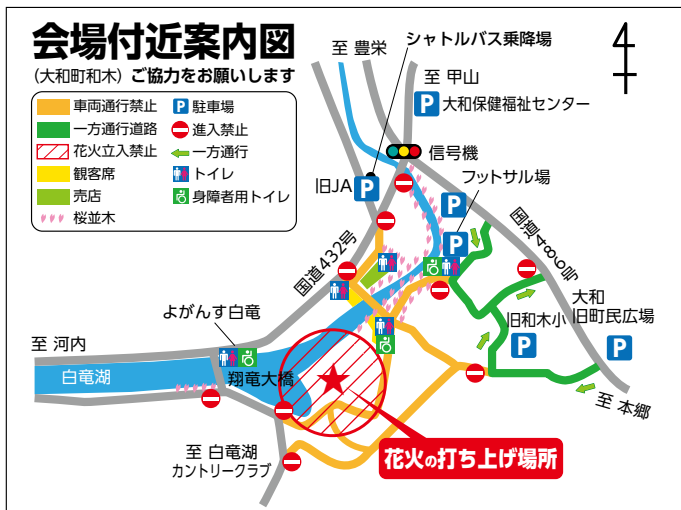 会場付近案内図
(大和町和木) ご協力をお願いします
車両通行禁止
一方通行道路
花火立入禁止
観客席
売店
桜並木
P 駐車場
進入禁止
一方通行
トイレ
身障者用トイレ
至 豊栄
シャトルバス乗降場
至 甲山
P 大和保健福祉センター
4
信号機
旧JA P
フットサル場
P
P
国道432号
国道486号
よがんす白竜
大和
旧町民広場
P
旧和木小
P
至 河内
白竜湖
翔竜大橋
至 本郷
至 白竜湖
カントリークラブ
花火の打ち上げ場所